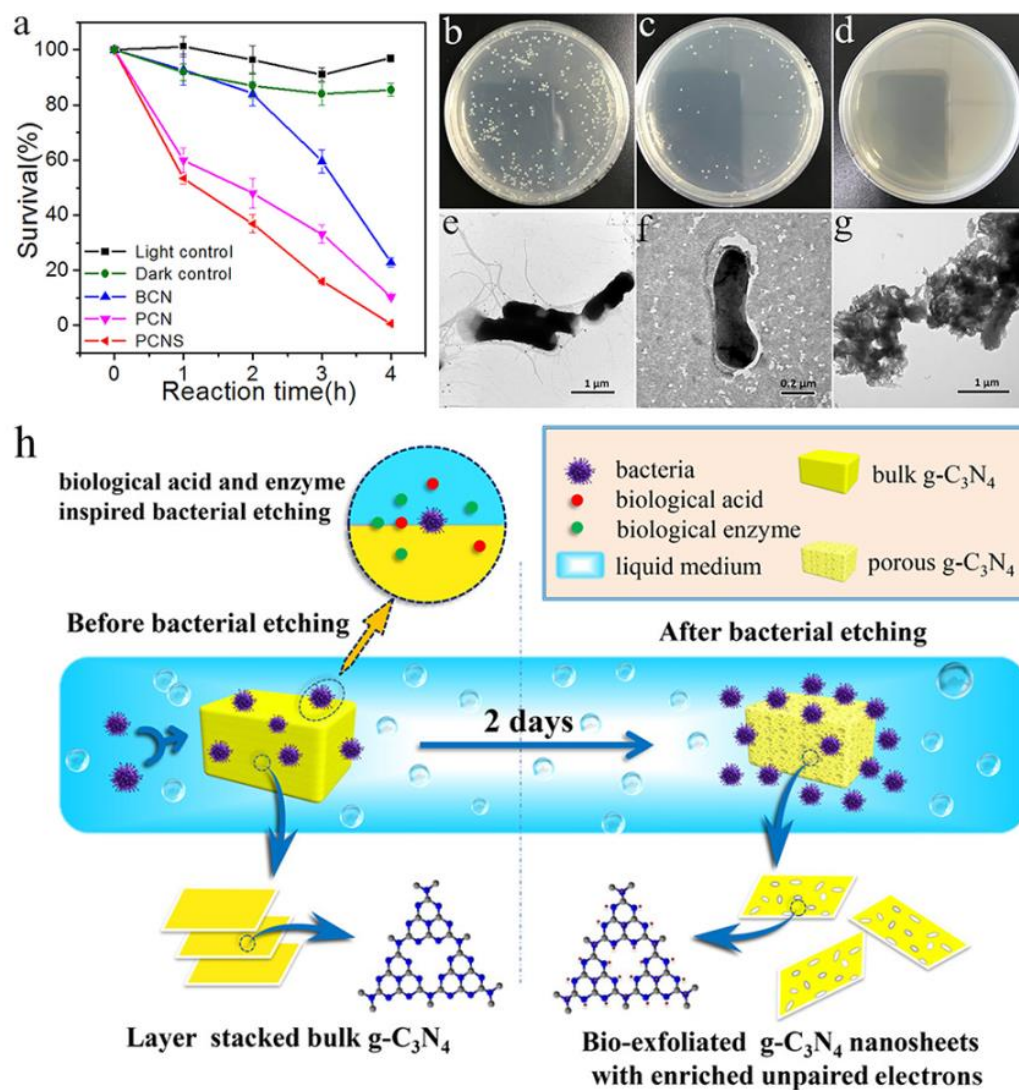 a
100
80
60
40
20
0
Survival(%)
Light control
Dark control
BCN
PCN
PCNS
0 1 2 3 4
Reaction time(h)
b
c
d
e
1 μm
f
0.2 μm
g
1 μm
h
biological acid and enzyme
inspired bacterial etching
bacteria
biological acid
biological enzyme
liquid medium
bulk g-C₃N₄
porous g-C₃N₄
Before bacterial etching
After bacterial etching
2 days
Layer stacked bulk g-C₃N₄
Bio-exfoliated g-C₃N₄ nanosheets
with enriched unpaired electrons